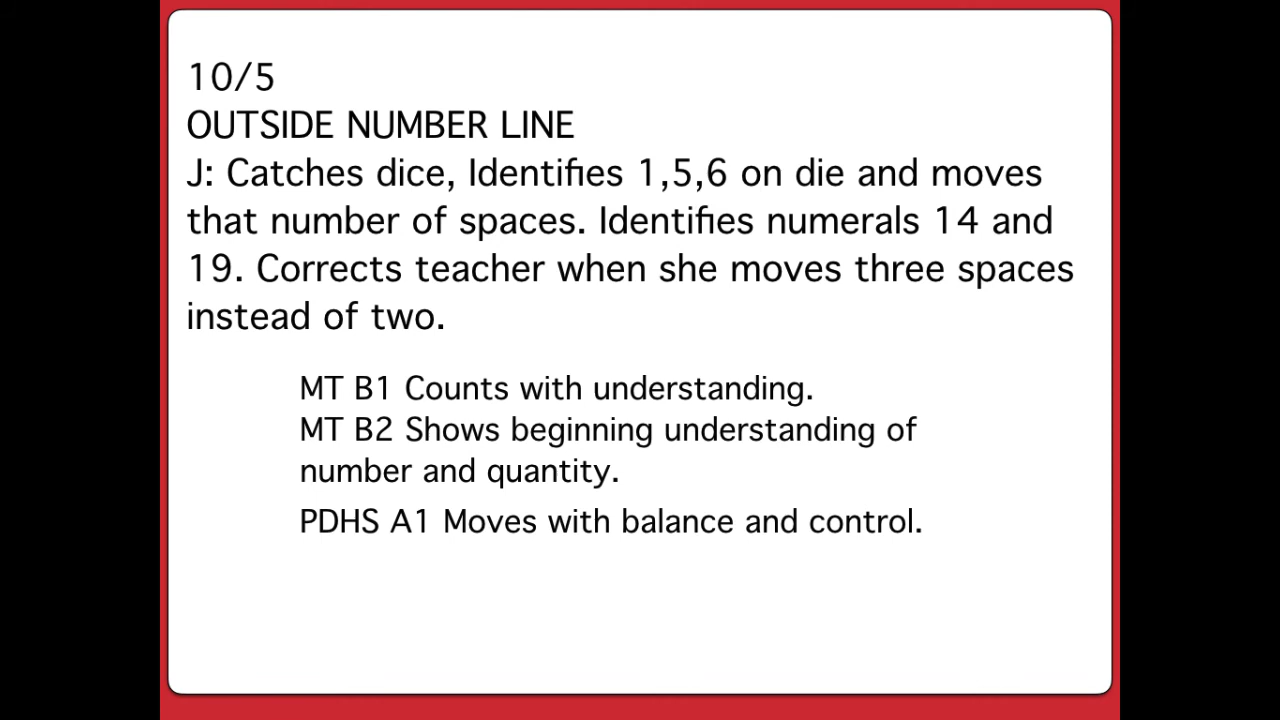 10/5
OUTSIDE NUMBER LINE
J: Catches dice, Identifies 1,5,6 on die and moves
that number of spaces. Identifies numerals 14 and
19. Corrects teacher when she moves three spaces
instead of two.
MT B1 Counts with understanding.
MT B2 Shows beginning understanding of
number and quantity.
PDHS A1 Moves with balance and control.